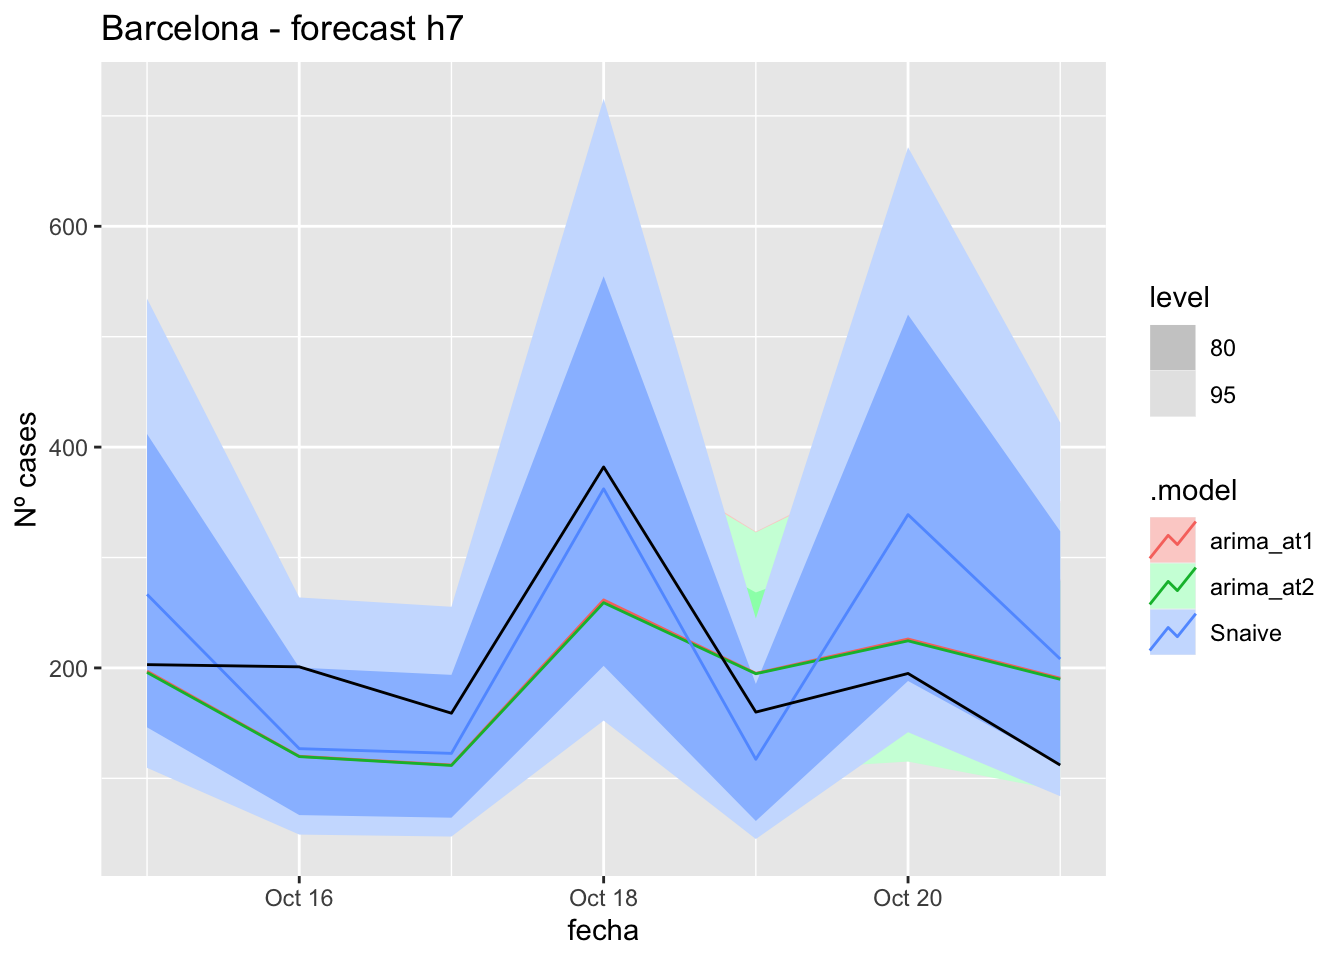 Barcelona - forecast h7
Nº cases
600
400
200
Oct 16
Oct 18
Oct 20
fecha
level
80
95
.model
arima_at1
arima_at2
Snaive